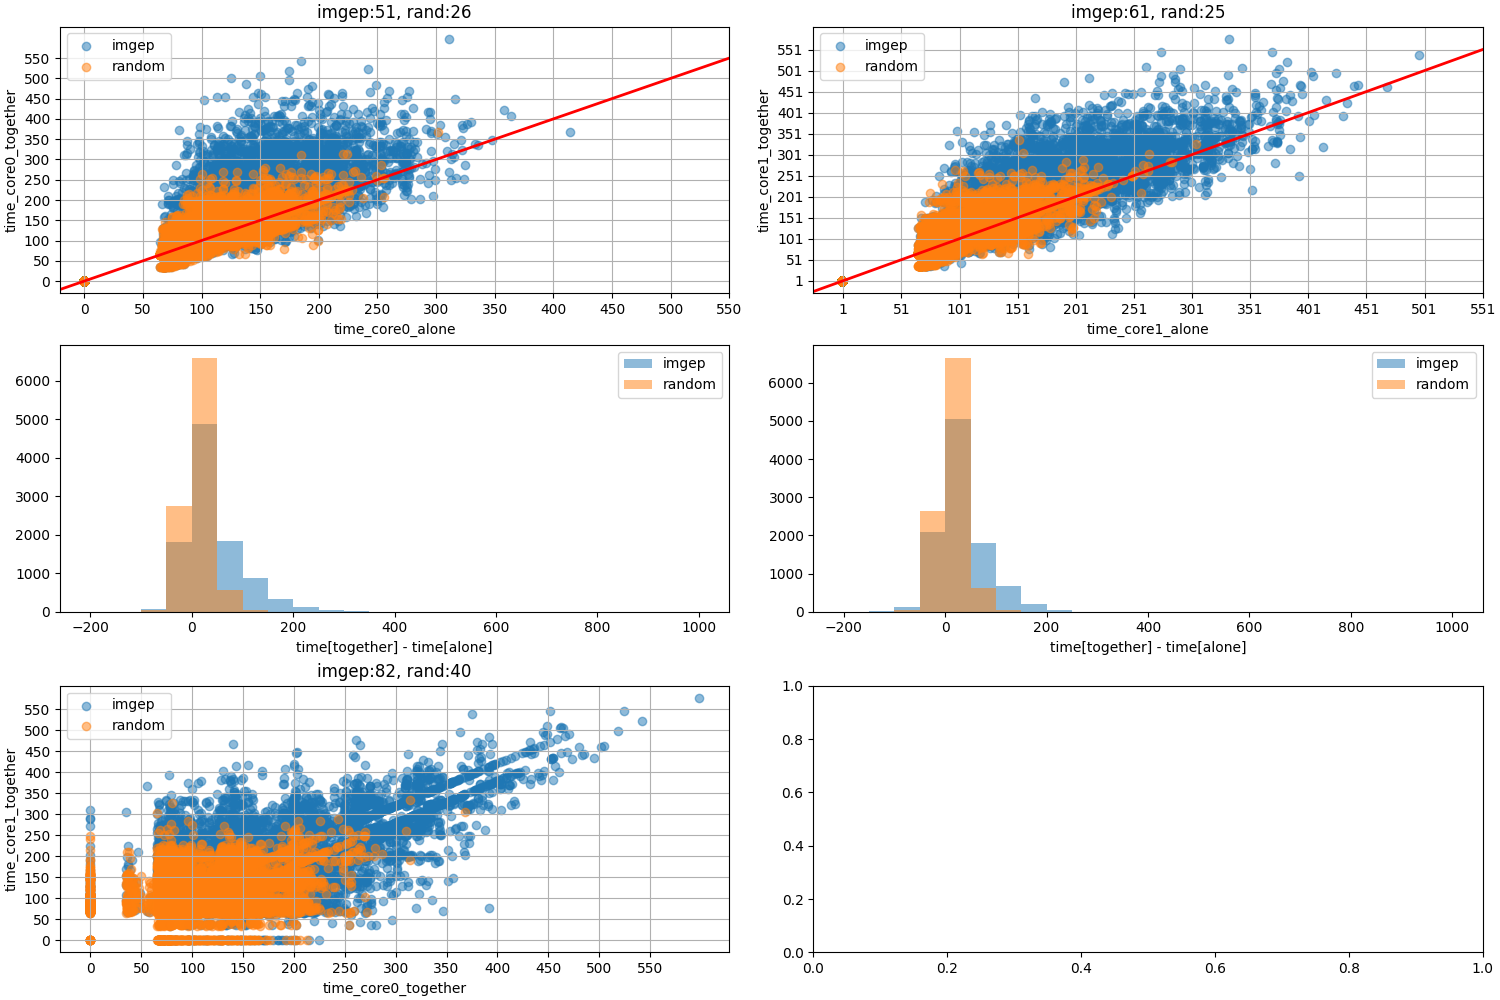 imgep:51, rand:26
imgep
random
time_core0_together
550
500
450
400
350
300
250
200
150
100
50
0
0 50 100 150 200 250 300 350 400 450 500 550
time_core0_alone
imgep:61, rand:25
imgep
random
time_core1_together
551
501
451
401
351
301
251
201
151
101
51
1
1 51 101 151 201 251 301 351 401 451 501 551
time_core1_alone
imgep
random
6000
5000
4000
3000
2000
1000
0
−200 0 200 400 600 800 1000
time[together] - time[alone]
imgep
random
6000
5000
4000
3000
2000
1000
0
−200 0 200 400 600 800 1000
time[together] - time[alone]
imgep:82, rand:40
imgep
random
time_core1_together
550
500
450
400
350
300
250
200
150
100
50
0
0 50 100 150 200 250 300 350 400 450 500 550
time_core0_together
1.0
0.8
0.6
0.4
0.2
0.0
0.0 0.2 0.4 0.6 0.8 1.0